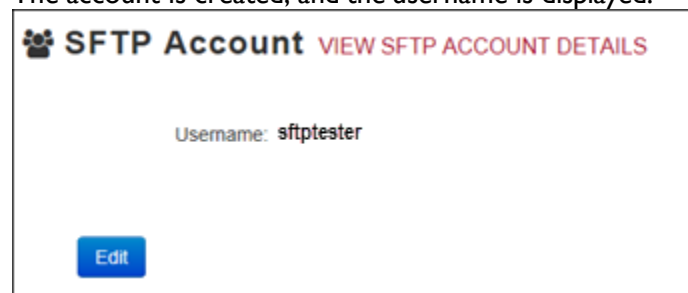 The account is created, and the username is displayed.
SFTP Account VIEW SFTP ACCOUNT DETAILS
Username: sftptester
Edit